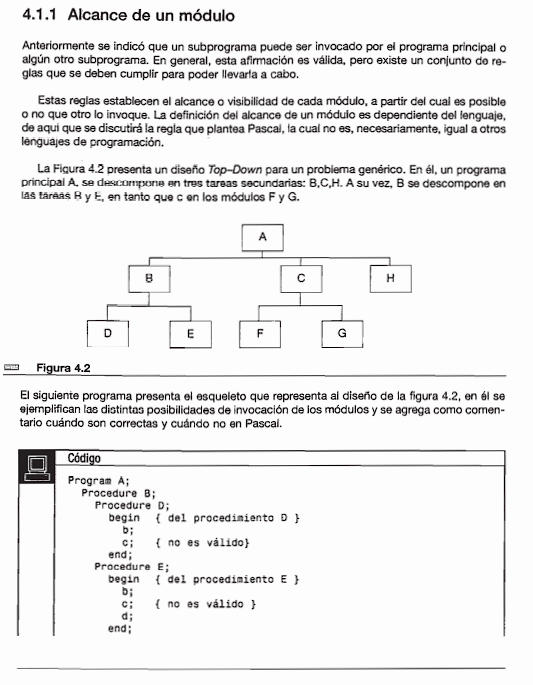 4.1.1 Alcance de un módulo
Anteriormente se indicó que un subprograma puede ser invocado por el programa principal o
algún otro subprograma. En general, esta afirmación es válida, pero existe un conjunto de re-
glas que se deben cumplir para poder llevarla a cabo.
Estas reglas establecen el alcance o visibilidad de cada módulo, a partir del cual es posible
o no que otro lo invoque. La definición del alcance de un módulo es dependiente del lenguaje,
de aquí que se discutirá la regla que plantea Pascal, la cual no es, necesariamente, igual a otros
lenguajes de programación.
La Figura 4.2 presenta un diseño Top-Down para un problema genérico. En él, un programa
principal A, se descompone en tres tareas secundarias: B,C,H. A su vez, B se descompone en
las tareas B y E, en tanto que c en los módulos F y G.
A
B
C
H
D
E
F
G
Figura 4.2
El siguiente programa presenta el esqueleto que representa al diseño de la figura 4.2, en él se
ejemplifican las distintas posibilidades de invocación de los módulos y se agrega como comen-
tario cuándo son correctas y cuándo no en Pascal.
Código
Program A;
Procedure B;
Procedure D;
begin { del procedimiento D }
b;
c; { no es válido}
end;
Procedure E;
begin { del procedimiento E }
b;
c; { no es válido }
d;
end;